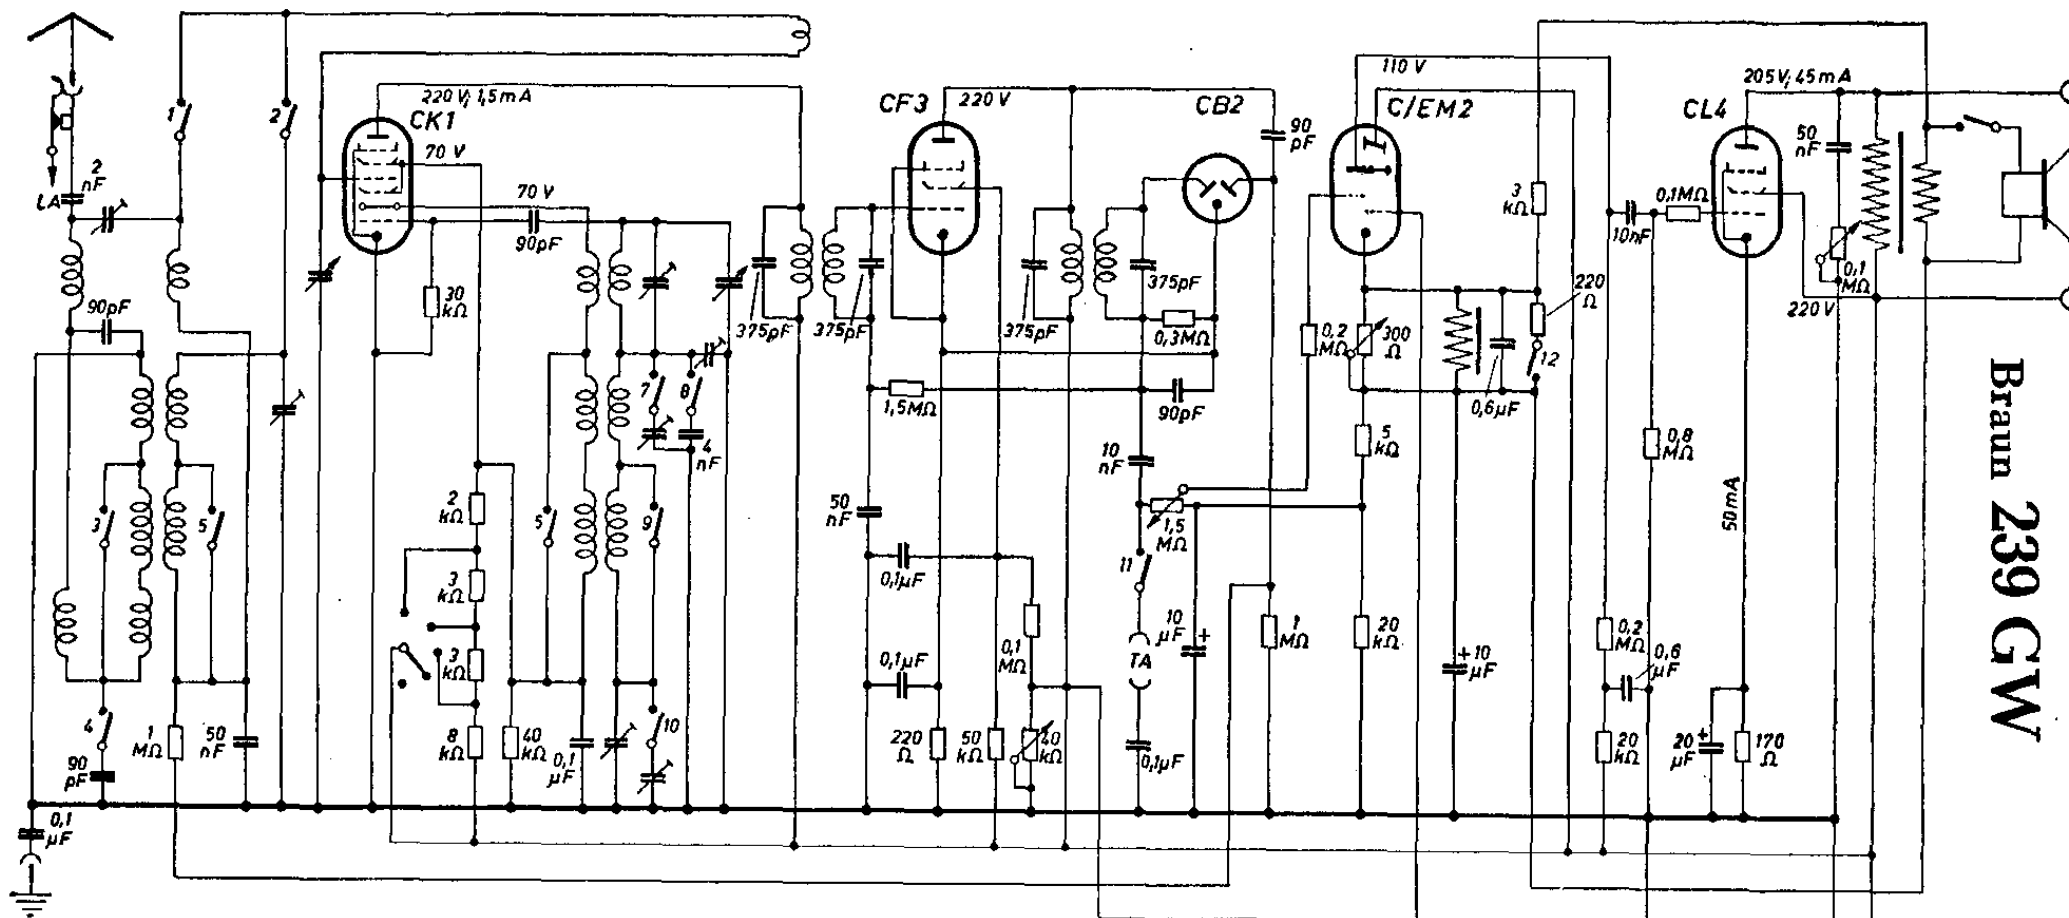 220 V; 1,5 mA
CK1
70 V
70 V
CF3
220 V
CB2
90
pF
110 V
C/EM2
205V; 45 mA
CL4
50
nF
1
2
2
nF
LA
90pF
90pF
30
kΩ
375pF
375pF
375pF
375pF
0,3MΩ
3
kΩ
0,1MΩ
10nF
0,1
MΩ
220 V
0,2
MΩ
300
Ω
220
Ω
12
0,6µF
7
8
4
nF
1,5MΩ
90pF
5
kΩ
0,8
MΩ
10
nF
50
nF
1,5
MΩ
11
3
5
2
kΩ
3
kΩ
3
kΩ
8
kΩ
5
9
0,1µF
0,1µF
0,1
MΩ
10
µF
+
TA
1
MΩ
20
kΩ
+
10
µF
0,2
MΩ
0,6
µF
50mA
4
90
pF
1
MΩ
50
nF
40
kΩ
0,1
µF
10
220
Ω
50
kΩ
40
kΩ
0,1µF
20
kΩ
20
µF
+
170
Ω
0,1
µF
Braun 239 GW